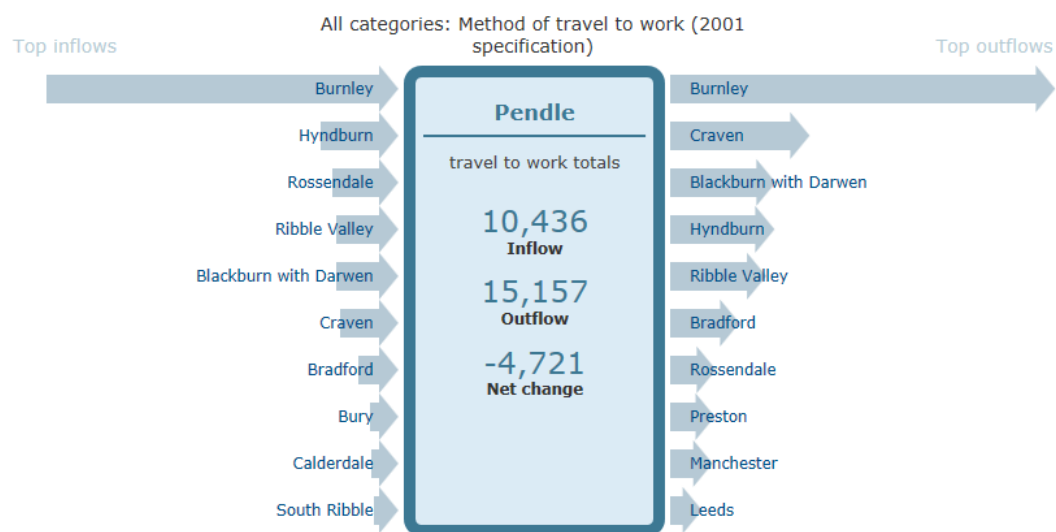 All categories: Method of travel to work (2001
specification)
Top inflows
Top outflows
Burnley
Hyndburn
Rossendale
Ribble Valley
Blackburn with Darwen
Craven
Bradford
Bury
Calderdale
South Ribble
Pendle
travel to work totals
10,436
Inflow
15,157
Outflow
-4,721
Net change
Burnley
Craven
Blackburn with Darwen
Hyndburn
Ribble Valley
Bradford
Rossendale
Preston
Manchester
Leeds